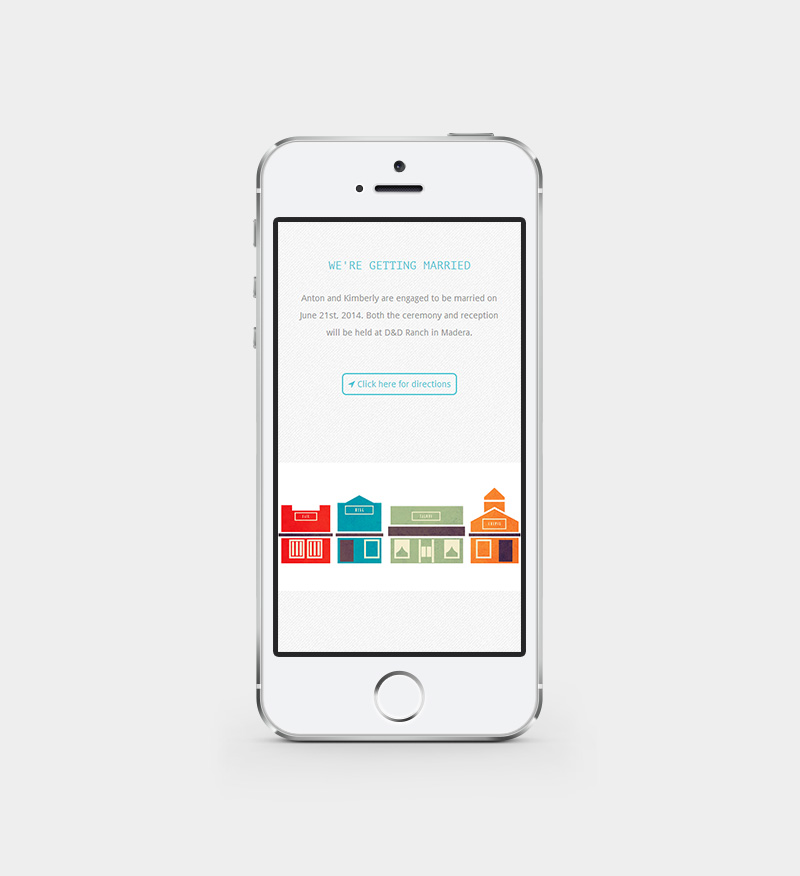 WE'RE GETTING MARRIED
Anton and Kimberly are engaged to be married on
June 21st, 2014. Both the ceremony and reception
will be held at D&D Ranch in Madera.
Click here for directions